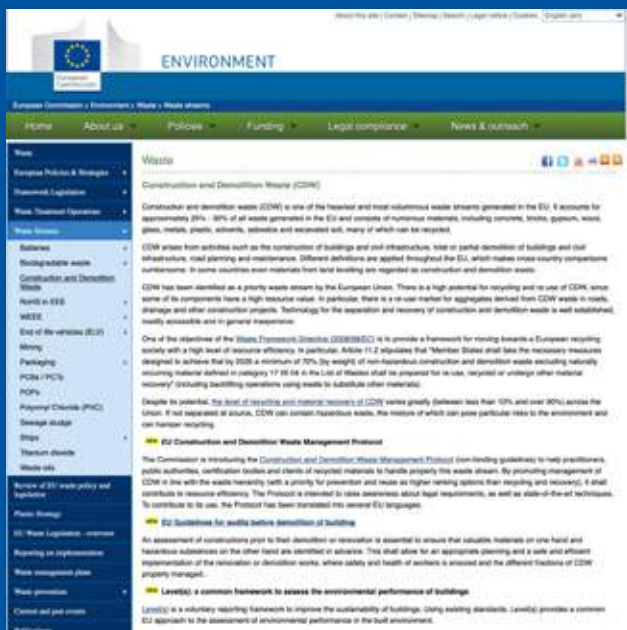 About this site | Contact | Sitemap | Search | Legal notice | Cookies English (en)
European
Commission
ENVIRONMENT
European Commission > Environment > Waste > Waste streams
Home About us Policies Funding Legal compliance News & outreach
Waste
European Policies & Strategies
Framework Legislation
Waste Treatment Operations
Waste Streams
Batteries
Biodegradable waste
Construction and Demolition
Waste
RoHS in EEE
WEEE
End of life vehicles (ELV)
Mining
Packaging
PCBs / PCTs
POPs
Polyvinyl Chloride (PVC)
Sewage sludge
Ships
Titanium dioxide
Waste oils
Review of EU waste policy and
legislation
Plastic Strategy
EU Waste Legislation - overview
Reporting on implementation
Waste management plans
Waste prevention
Current and past events
Publications
Waste
Construction and Demolition Waste (CDW)
Construction and demolition waste (CDW) is one of the heaviest and most voluminous waste streams generated in the EU. It accounts for
approximately 25% - 30% of all waste generated in the EU and consists of numerous materials, including concrete, bricks, gypsum, wood,
glass, metals, plastic, solvents, asbestos and excavated soil, many of which can be recycled.
CDW arises from activities such as the construction of buildings and civil infrastructure, total or partial demolition of buildings and civil
infrastructure, road planning and maintenance. Different definitions are applied throughout the EU, which makes cross-country comparisons
cumbersome. In some countries even materials from land levelling are regarded as construction and demolition waste.
CDW has been identified as a priority waste stream by the European Union. There is a high potential for recycling and re-use of CDW, since
some of its components have a high resource value. In particular, there is a re-use market for aggregates derived from CDW waste in roads,
drainage and other construction projects. Technology for the separation and recovery of construction and demolition waste is well established,
readily accessible and in general inexpensive.
One of the objectives of the Waste Framework Directive (2008/98/EC) is to provide a framework for moving towards a European recycling
society with a high level of resource efficiency. In particular, Article 11.2 stipulates that "Member States shall take the necessary measures
designed to achieve that by 2020 a minimum of 70% (by weight) of non-hazardous construction and demolition waste excluding naturally
occurring material defined in category 17 05 04 in the List of Wastes shall be prepared for re-use, recycled or undergo other material
recovery" (including backfilling operations using waste to substitute other materials).
Despite its potential, the level of recycling and material recovery of CDW varies greatly (between less than 10% and over 90%) across the
Union. If not separated at source, CDW can contain hazardous waste, the mixture of which can pose particular risks to the environment and
can hamper recycling.
NEW EU Construction and Demolition Waste Management Protocol
The Commission is introducing the Construction and Demolition Waste Management Protocol (non-binding guidelines) to help practitioners,
public authorities, certification bodies and clients of recycled materials to handle properly this waste stream. By promoting management of
CDW in line with the waste hierarchy (with a priority for prevention and reuse as higher ranking options than recycling and recovery), it shall
contribute to resource efficiency. The Protocol is intended to raise awareness about legal requirements, as well as state-of-the-art techniques.
To contribute to its use, the Protocol has been translated into several EU languages.
NEW EU Guidelines for audits before demolition of building
An assessment of constructions prior to their demolition or renovation is essential to ensure that valuable materials on one hand and
hazardous substances on the other hand are identified in advance. This shall allow for an appropriate planning and a safe and efficient
implementation of the renovation or demolition works, where safety and health of workers is ensured and the different fractions of CDW
properly managed.
NEW Level(s): a common framework to assess the environmental performance of buildings
Level(s) is a voluntary reporting framework to improve the sustainability of buildings. Using existing standards, Level(s) provides a common
EU approach to the assessment of environmental performance in the built environment.